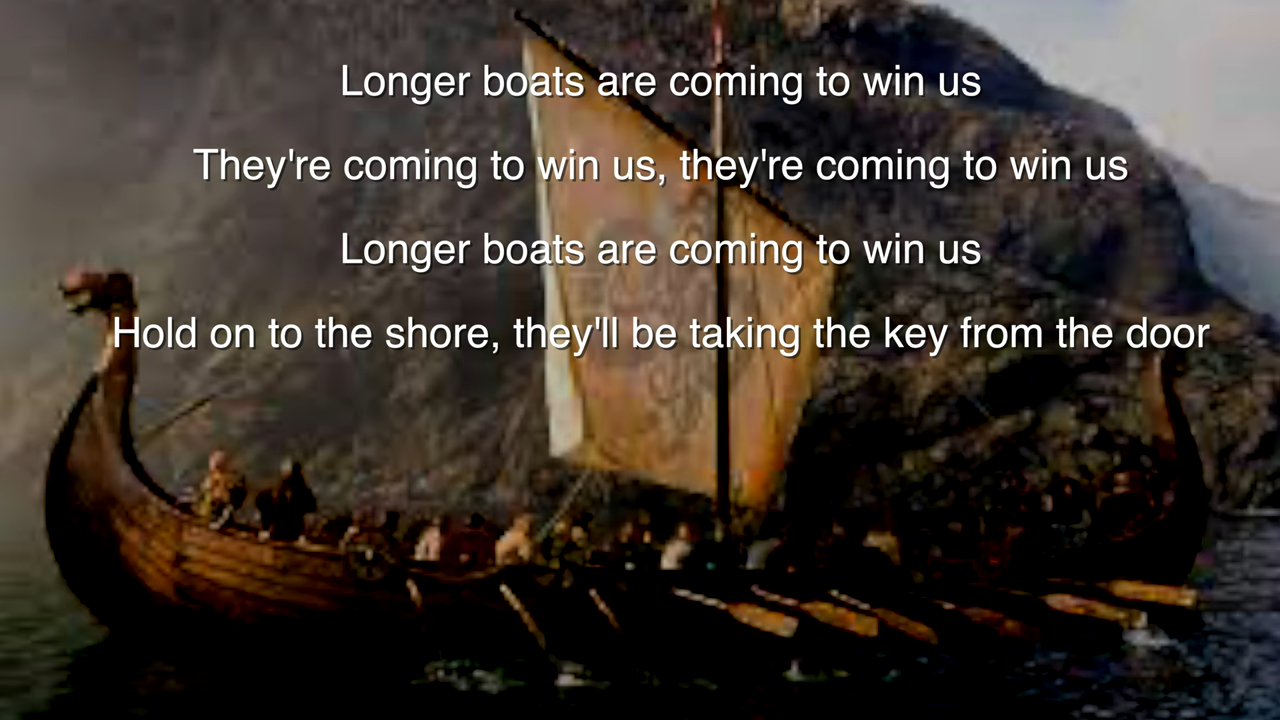 Longer boats are coming to win us
They're coming to win us, they're coming to win us
Longer boats are coming to win us
Hold on to the shore, they'll be taking the key from the door